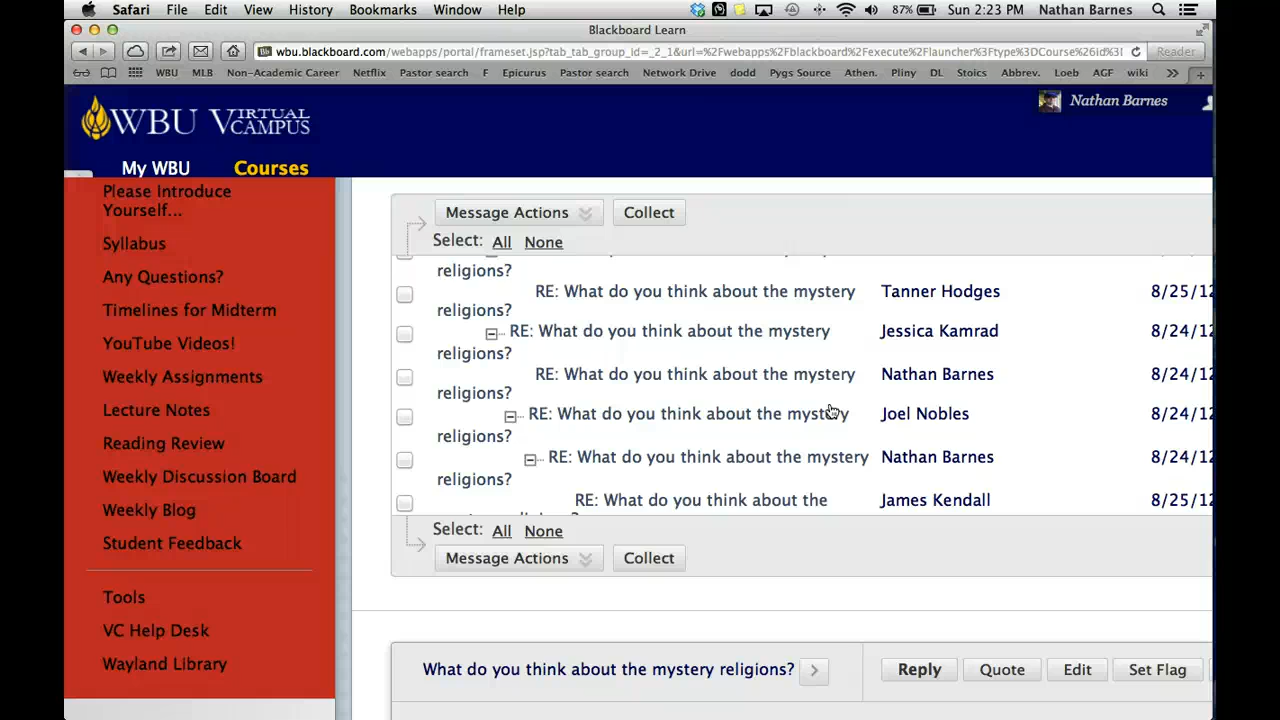 Safari File Edit View History Bookmarks Window Help 87% Sun 2:23 PM Nathan Barnes
Blackboard Learn
wbu.blackboard.com/webapps/portal/frameset.jsp?tab_tab_group_id=_2_1&url=%2Fwebapps%2Fblackboard%2Fexecute%2Flauncher%3Ftype%3DCourse%26id%3D Reader
WBU MLB Non-Academic Career Netflix Pastor search F Epicurus Pastor search Network Drive dodd Pygs Source Athen. Pliny DL Stoics Abbrev. Loeb AGF wiki
WBU VIRTUAL CAMPUS
Nathan Barnes
My WBU Courses
Please Introduce
Yourself...
Syllabus
Any Questions?
Timelines for Midterm
YouTube Videos!
Weekly Assignments
Lecture Notes
Reading Review
Weekly Discussion Board
Weekly Blog
Student Feedback
Tools
VC Help Desk
Wayland Library
Message Actions Collect
Select: All None
religions?
RE: What do you think about the mystery Tanner Hodges 8/25/12
religions?
RE: What do you think about the mystery Jessica Kamrad 8/24/12
religions?
RE: What do you think about the mystery Nathan Barnes 8/24/12
religions?
RE: What do you think about the mystery Joel Nobles 8/24/12
religions?
RE: What do you think about the mystery Nathan Barnes 8/24/12
religions?
RE: What do you think about the James Kendall 8/25/12
Select: All None
Message Actions Collect
What do you think about the mystery religions? Reply Quote Edit Set Flag